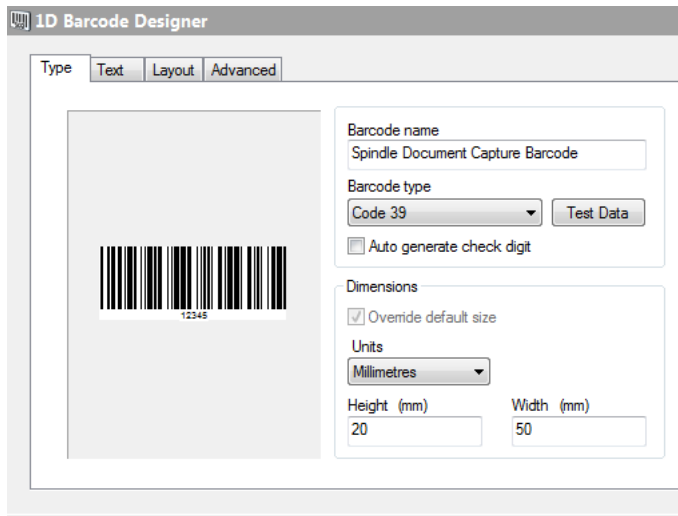 1D Barcode Designer
Type Text Layout Advanced
Barcode name
Spindle Document Capture Barcode
Barcode type
Code 39 Test Data
Auto generate check digit
12345
Dimensions
Override default size
Units
Millimetres
Height (mm) Width (mm)
20 50